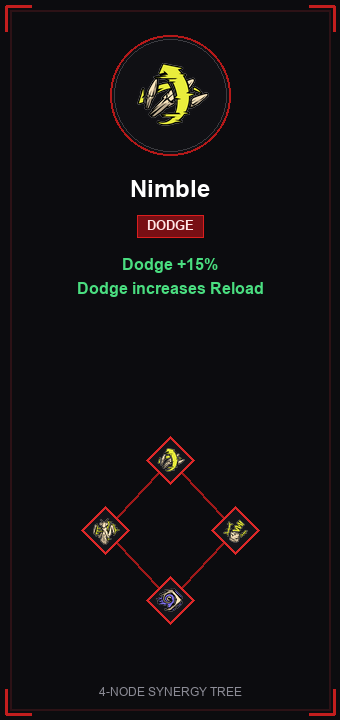 Nimble
DODGE
Dodge +15%
Dodge increases Reload
4-NODE SYNERGY TREE